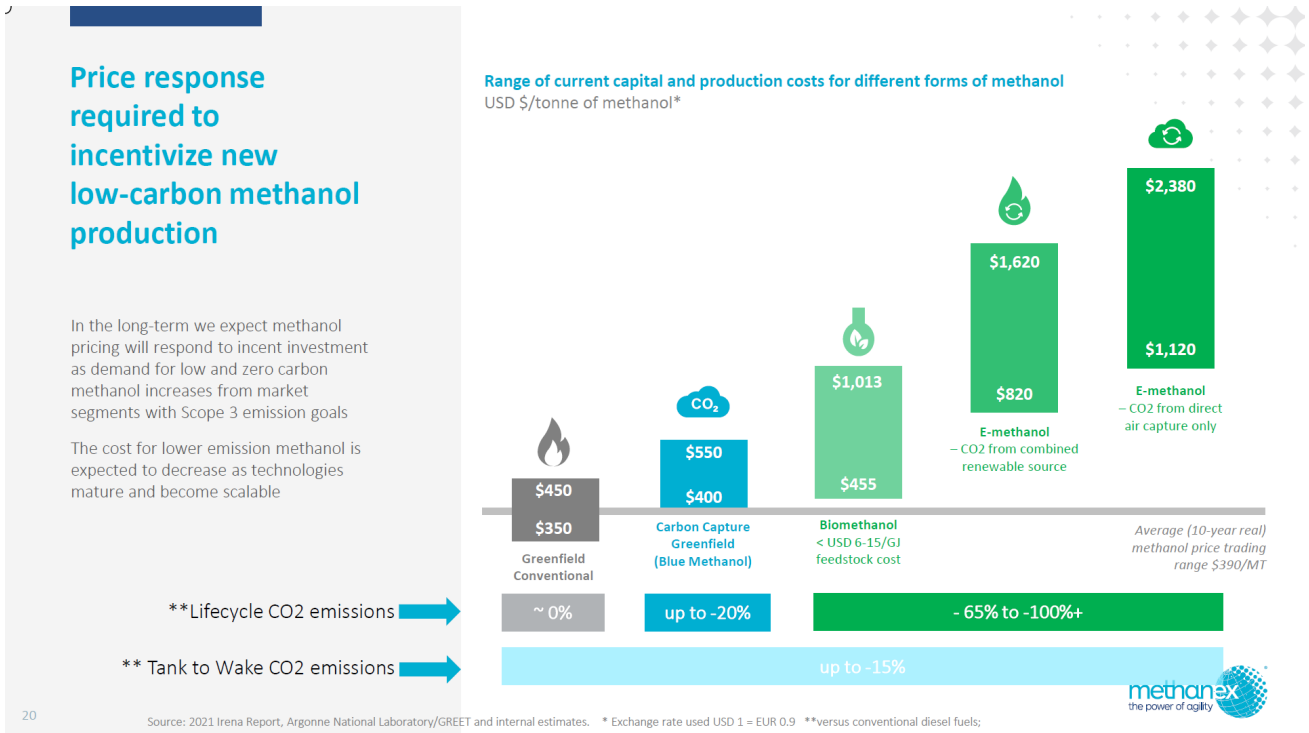 Price response
required to
incentivize new
low-carbon methanol
production
In the long-term we expect methanol
pricing will respond to incent investment
as demand for low and zero carbon
methanol increases from market
segments with Scope 3 emission goals
The cost for lower emission methanol is
expected to decrease as technologies
mature and become scalable
Range of current capital and production costs for different forms of methanol
USD $/tonne of methanol*
$450
$350
Greenfield
Conventional
CO₂
$550
$400
Carbon Capture
Greenfield
(Blue Methanol)
$1,013
$455
Biomethanol
< USD 6-15/GJ
feedstock cost
$1,620
$820
E-methanol
– CO2 from combined
renewable source
$2,380
$1,120
E-methanol
– CO2 from direct
air capture only
Average (10-year real)
methanol price trading
range $390/MT
**Lifecycle CO2 emissions
~ 0%
up to -20%
- 65% to -100%+
** Tank to Wake CO2 emissions
up to -15%
methanex
the power of agility
20
Source: 2021 Irena Report, Argonne National Laboratory/GREET and internal estimates. * Exchange rate used USD 1 = EUR 0.9 **versus conventional diesel fuels;